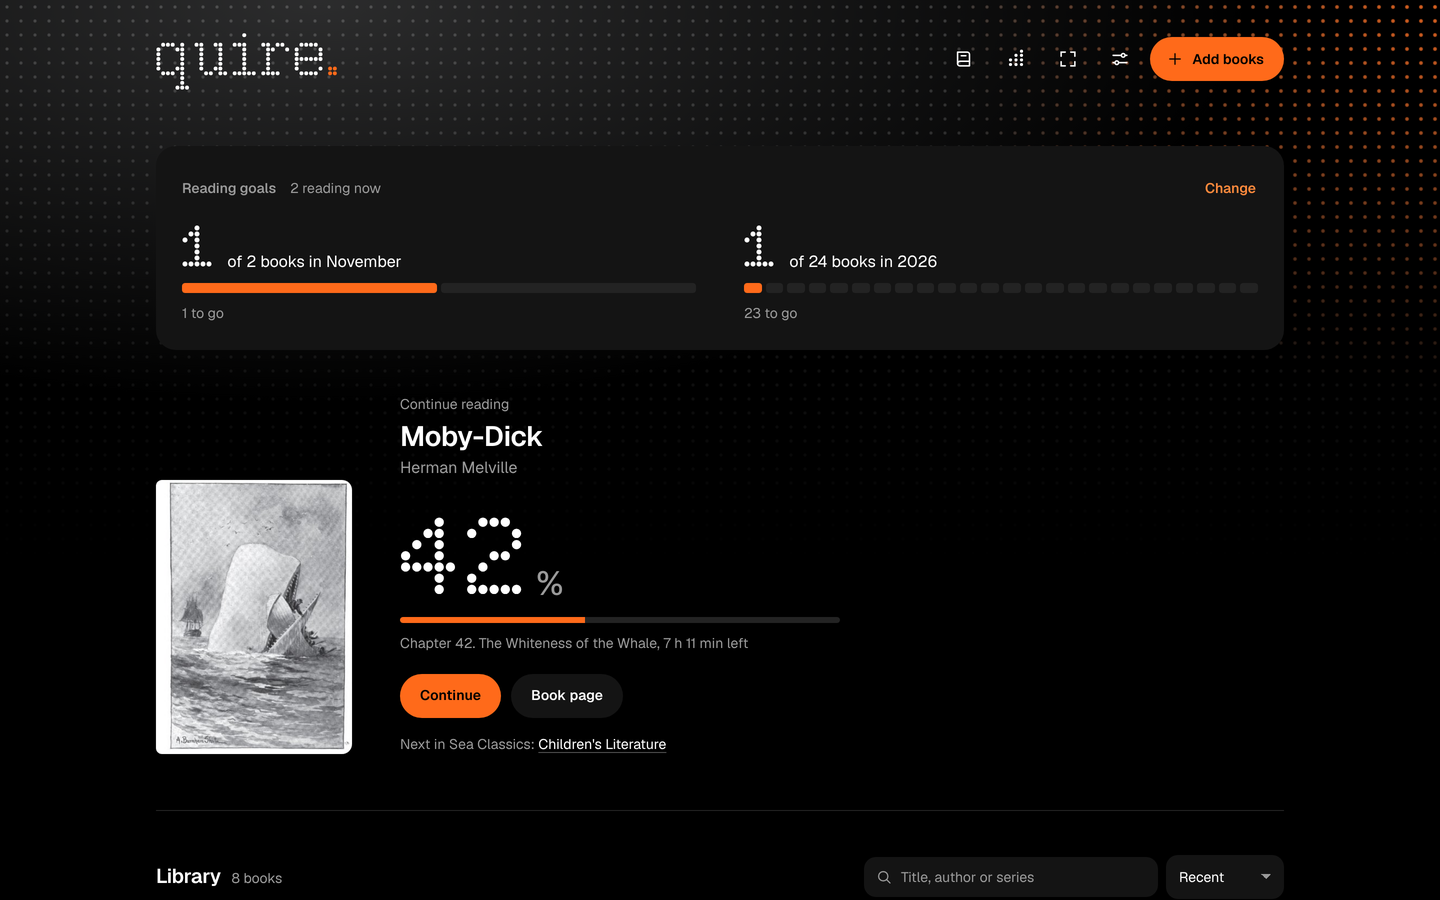 quire.
Add books
Reading goals 2 reading now
Change
1 of 2 books in November
1 to go
1 of 24 books in 2026
23 to go
Continue reading
Moby-Dick
Herman Melville
42 %
Chapter 42. The Whiteness of the Whale, 7 h 11 min left
Continue
Book page
Next in Sea Classics: Children's Literature
Library 8 books
Title, author or series
Recent